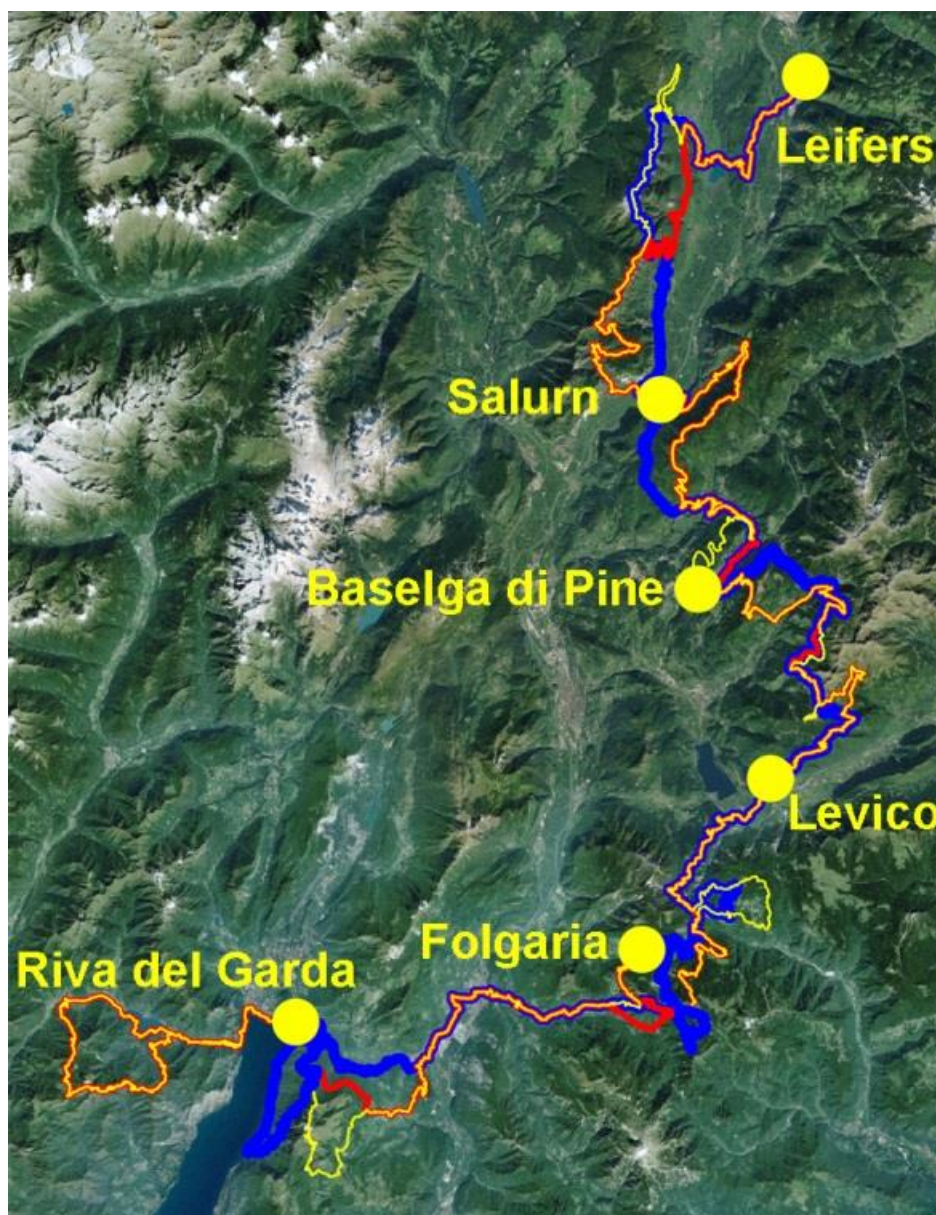 Leifers
Salurn
Baselga di Pine
Levico
Folgaria
Riva del Garda